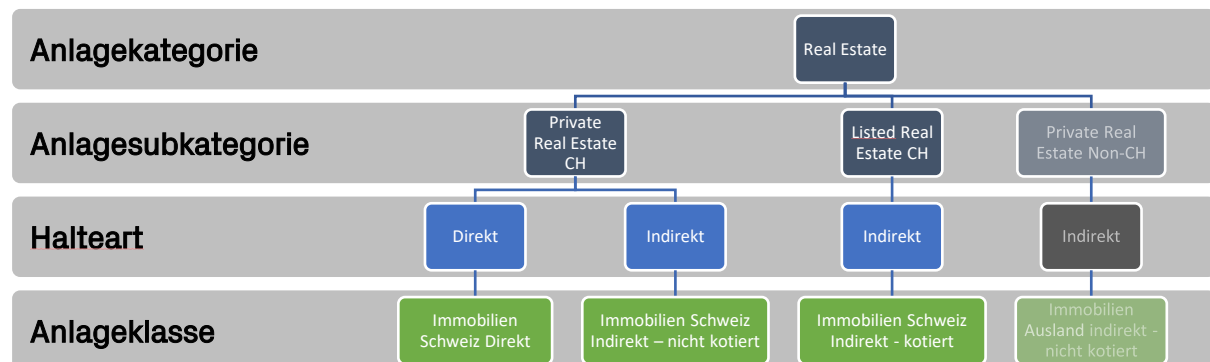 Anlagekategorie
Real Estate
Anlagesubkategorie
Private
Real Estate
CH
Listed Real
Estate CH
Private Real
Estate Non-CH
Halteart
Direkt
Indirekt
Indirekt
Indirekt
Anlageklasse
Immobilien
Schweiz Direkt
Immobilien Schweiz
Indirekt – nicht kotiert
Immobilien Schweiz
Indirekt - kotiert
Immobilien
Ausland indirekt -
nicht kotiert